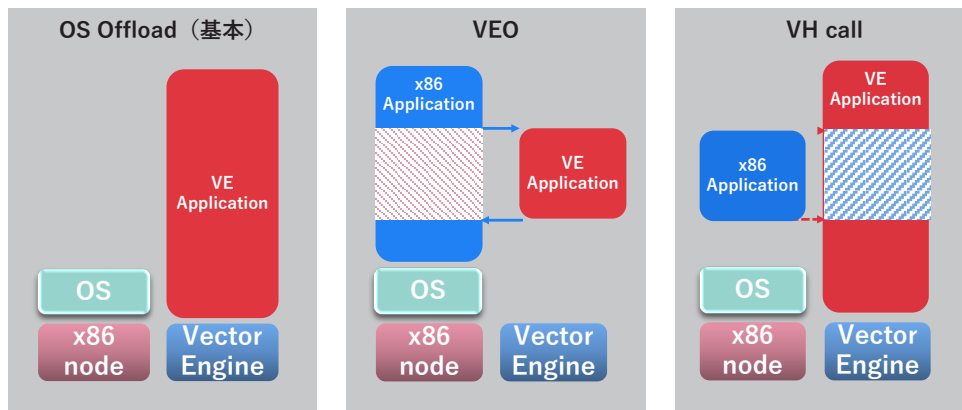 OS Offload（基本）
VE
Application
OS
x86
node
Vector
Engine
VEO
x86
Application
VE
Application
OS
x86
node
Vector
Engine
VH call
VE
Application
x86
Application
OS
x86
node
Vector
Engine